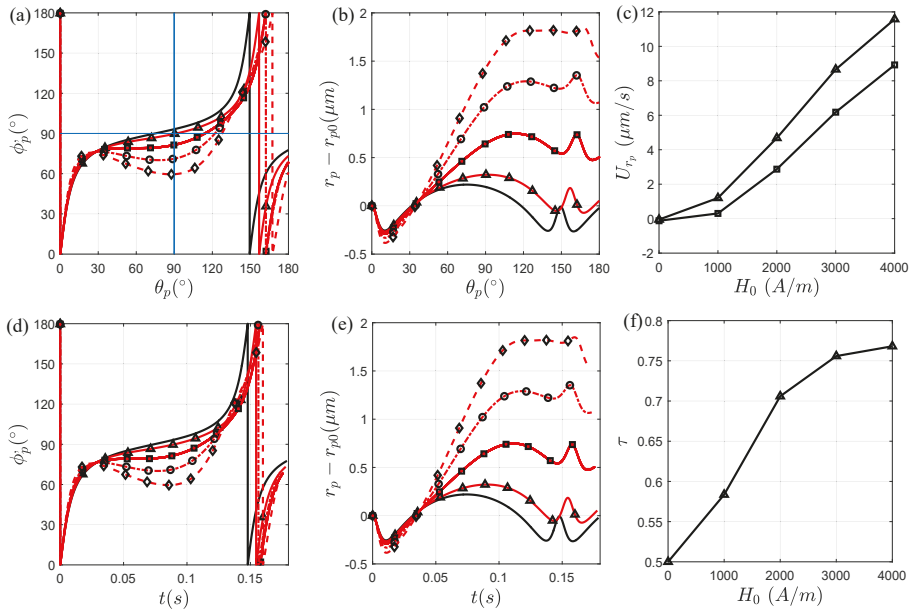 (a)
180
150
120
90
60
30
0
ϕ′p(°)
0 30 60 90 120 150 180
θp(°)
(b)
2
1.5
1
0.5
0
-0.5
rp − rp0(μm)
0 30 60 90 120 150 180
θp(°)
(c)
12
10
8
6
4
2
0
-2
Urp (μm/s)
0 1000 2000 3000 4000
H0 (A/m)
(d)
180
150
120
90
60
30
0
ϕ′p(°)
0 0.05 0.1 0.15
t(s)
(e)
2
1.5
1
0.5
0
-0.5
rp − rp0(μm)
0 0.05 0.1 0.15
t(s)
(f)
0.8
0.75
0.7
0.65
0.6
0.55
0.5
τ
0 1000 2000 3000 4000
H0 (A/m)